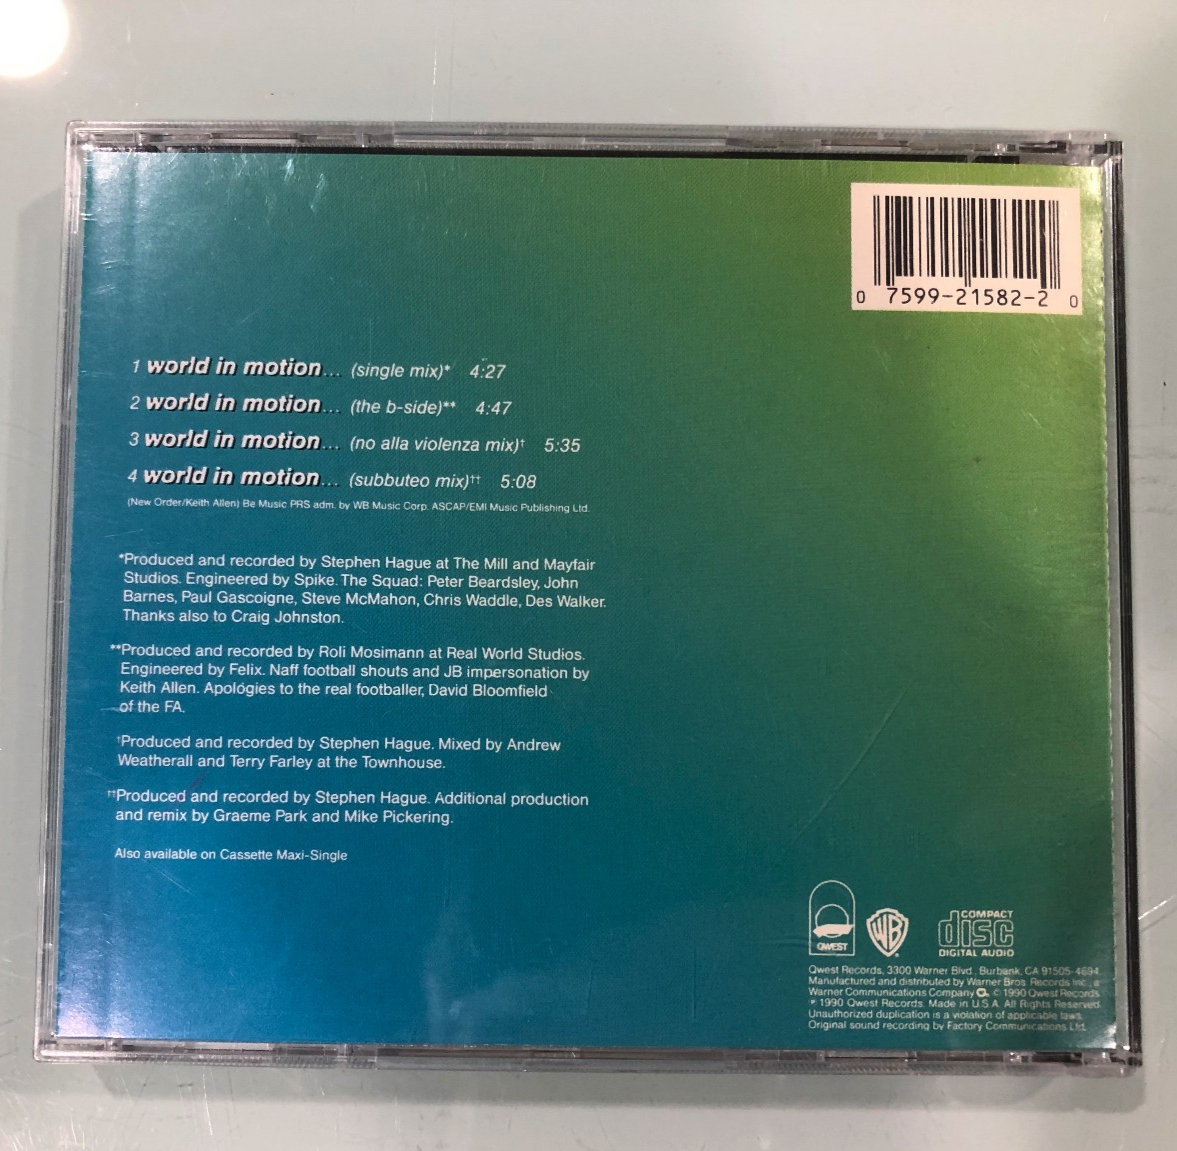 0 7599-21582-2 0
1 world in motion... (single mix)* 4:27
2 world in motion... (the b-side)** 4:47
3 world in motion... (no alla violenza mix)† 5:35
4 world in motion... (subbuteo mix)†† 5:08
(New Order/Keith Allen) Be Music PRS adm. by WB Music Corp. ASCAP/EMI Music Publishing Ltd.
*Produced and recorded by Stephen Hague at The Mill and Mayfair
Studios. Engineered by Spike. The Squad: Peter Beardsley, John
Barnes, Paul Gascoigne, Steve McMahon, Chris Waddle, Des Walker.
Thanks also to Craig Johnston.
**Produced and recorded by Roli Mosimann at Real World Studios.
Engineered by Felix. Naff football shouts and JB impersonation by
Keith Allen. Apologies to the real footballer, David Bloomfield
of the FA.
†Produced and recorded by Stephen Hague. Mixed by Andrew
Weatherall and Terry Farley at the Townhouse.
††Produced and recorded by Stephen Hague. Additional production
and remix by Graeme Park and Mike Pickering.
Also available on Cassette Maxi-Single
QWEST
WB
COMPACT
disc
DIGITAL AUDIO
Qwest Records, 3300 Warner Blvd., Burbank, CA 91505-4694.
Manufactured and distributed by Warner Bros. Records Inc., a
Warner Communications Company © 1990 Qwest Records
℗ 1990 Qwest Records. Made in U.S.A. All Rights Reserved.
Unauthorized duplication is a violation of applicable laws.
Original sound recording by Factory Communications Ltd.